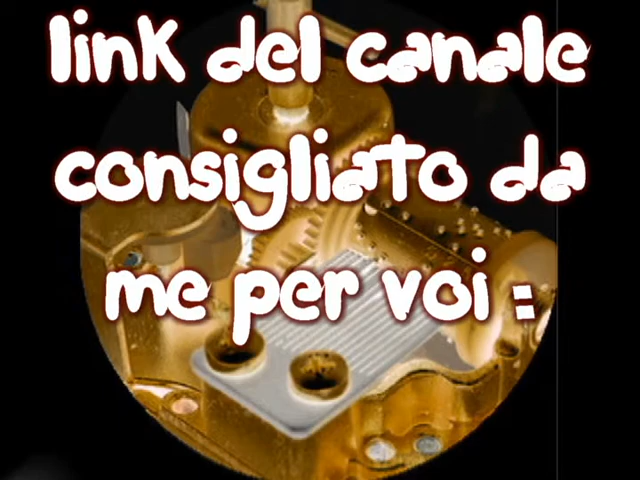 link del canale
consigliato da
me per voi :